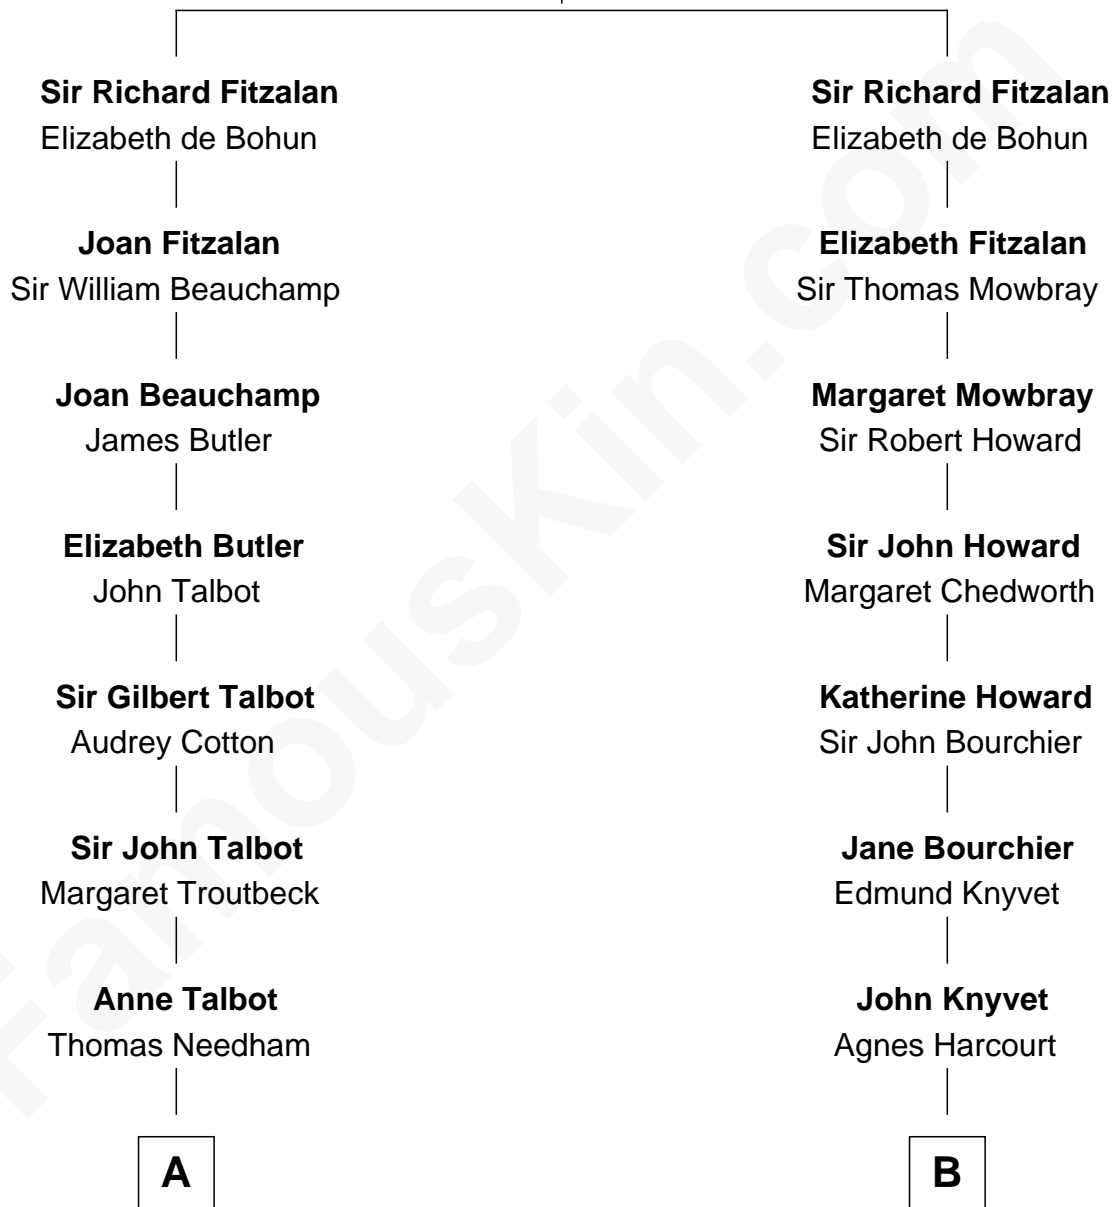 Sir Richard Fitzalan
Elizabeth de Bohun
Joan Fitzalan
Sir William Beauchamp
Joan Beauchamp
James Butler
Elizabeth Butler
John Talbot
Sir Gilbert Talbot
Audrey Cotton
Sir John Talbot
Margaret Troutbeck
Anne Talbot
Thomas Needham
A
Sir Richard Fitzalan
Elizabeth de Bohun
Elizabeth Fitzalan
Sir Thomas Mowbray
Margaret Mowbray
Sir Robert Howard
Sir John Howard
Margaret Chedworth
Katherine Howard
Sir John Bourchier
Jane Bourchier
Edmund Knyvet
John Knyvet
Agnes Harcourt
B
FamousKin.com